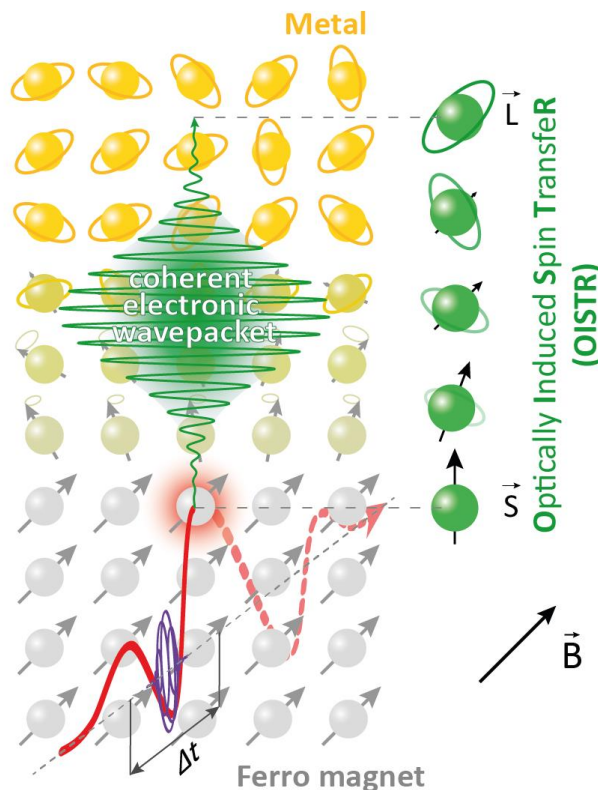 Metal
L
coherent
electronic
wavepacket
Optically Induced Spin TransfeR
(OISTR)
S
B
Δt
Ferro magnet